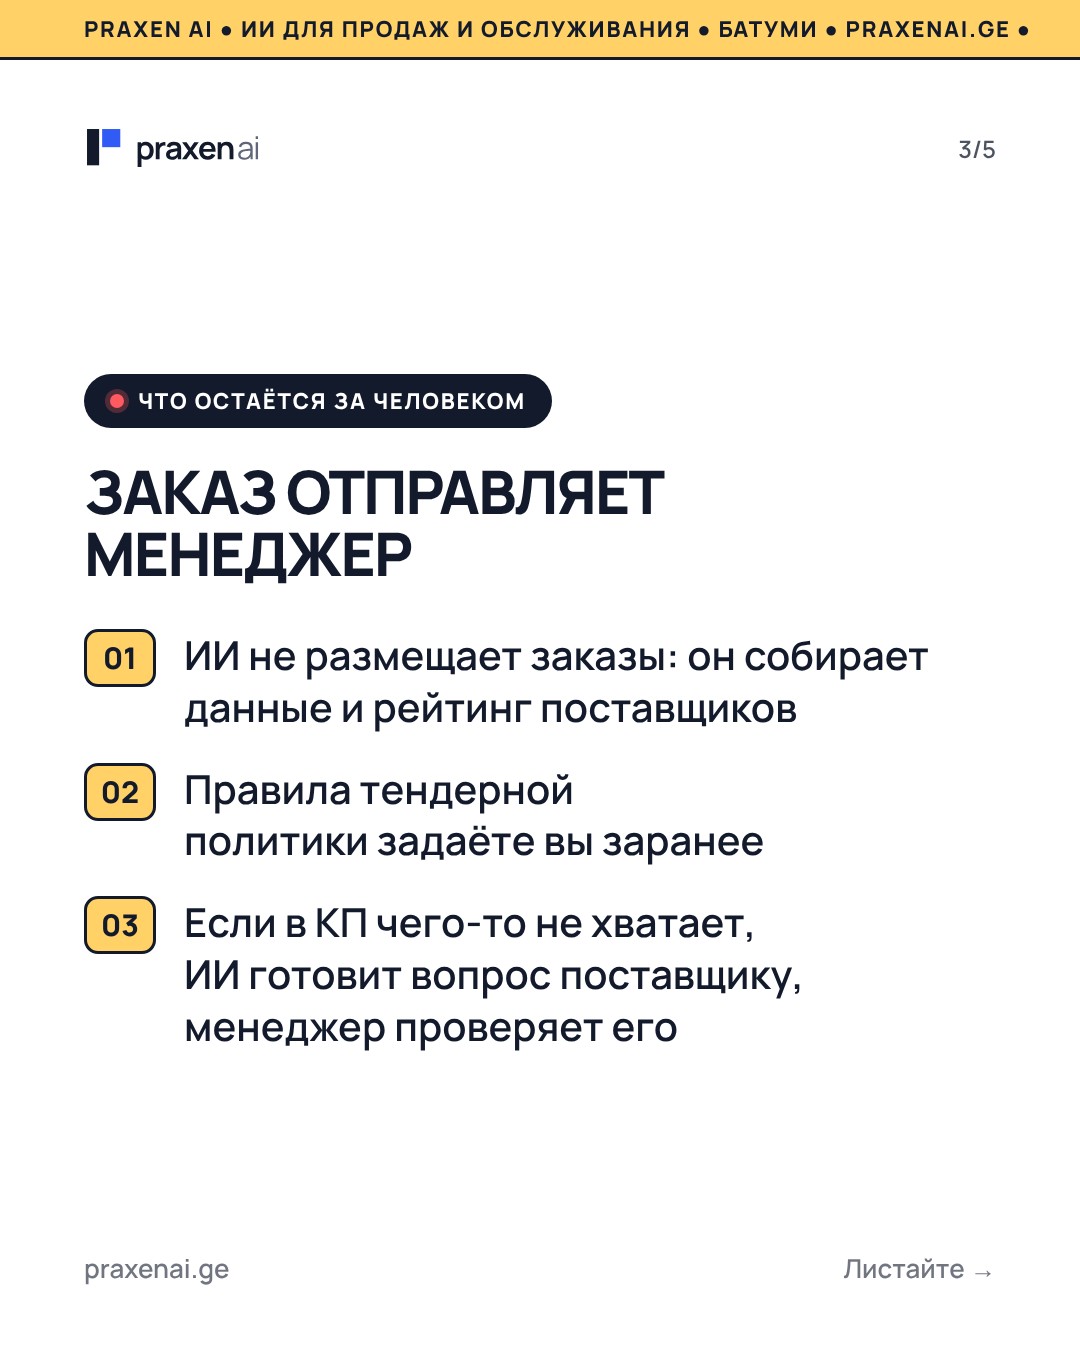 PRAXEN AI ● ИИ ДЛЯ ПРОДАЖ И ОБСЛУЖИВАНИЯ ● БАТУМИ ● PRAXENAI.GE ●
praxen ai
3/5
ЧТО ОСТАЁТСЯ ЗА ЧЕЛОВЕКОМ
ЗАКАЗ ОТПРАВЛЯЕТ
МЕНЕДЖЕР
01 ИИ не размещает заказы: он собирает
данные и рейтинг поставщиков
02 Правила тендерной
политики задаёте вы заранее
03 Если в КП чего-то не хватает,
ИИ готовит вопрос поставщику,
менеджер проверяет его
praxenai.ge
Листайте →